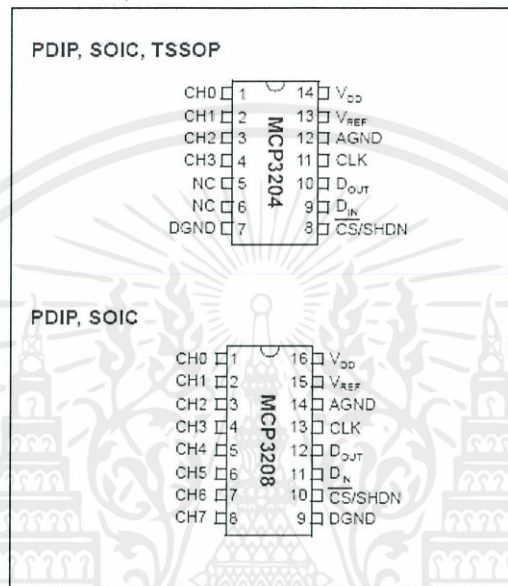 PDIP, SOIC, TSSOP
CH0 1 14 VDD
CH1 2 13 VREF
CH2 3 12 AGND
CH3 4 11 CLK
NC 5 10 DOUT
NC 6 9 DIN
DGND 7 8 CS/SHDN
MCP3204
PDIP, SOIC
CH0 1 16 VDD
CH1 2 15 VREF
CH2 3 14 AGND
CH3 4 13 CLK
CH4 5 12 DOUT
CH5 6 11 DIN
CH6 7 10 CS/SHDN
CH7 8 9 DGND
MCP3208